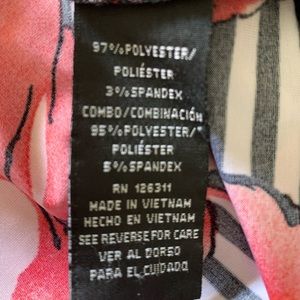 97%POLYESTER/
POLIÉSTER
3%SPANDEX
COMBO/COMBINACIÓN
95%POLYESTER/
POLIÉSTER
5%SPANDEX
RN 126311
MADE IN VIETNAM
HECHO EN VIETNAM
SEE REVERSE FOR CARE
VER AL DORSO
PARA EL CUIDADO